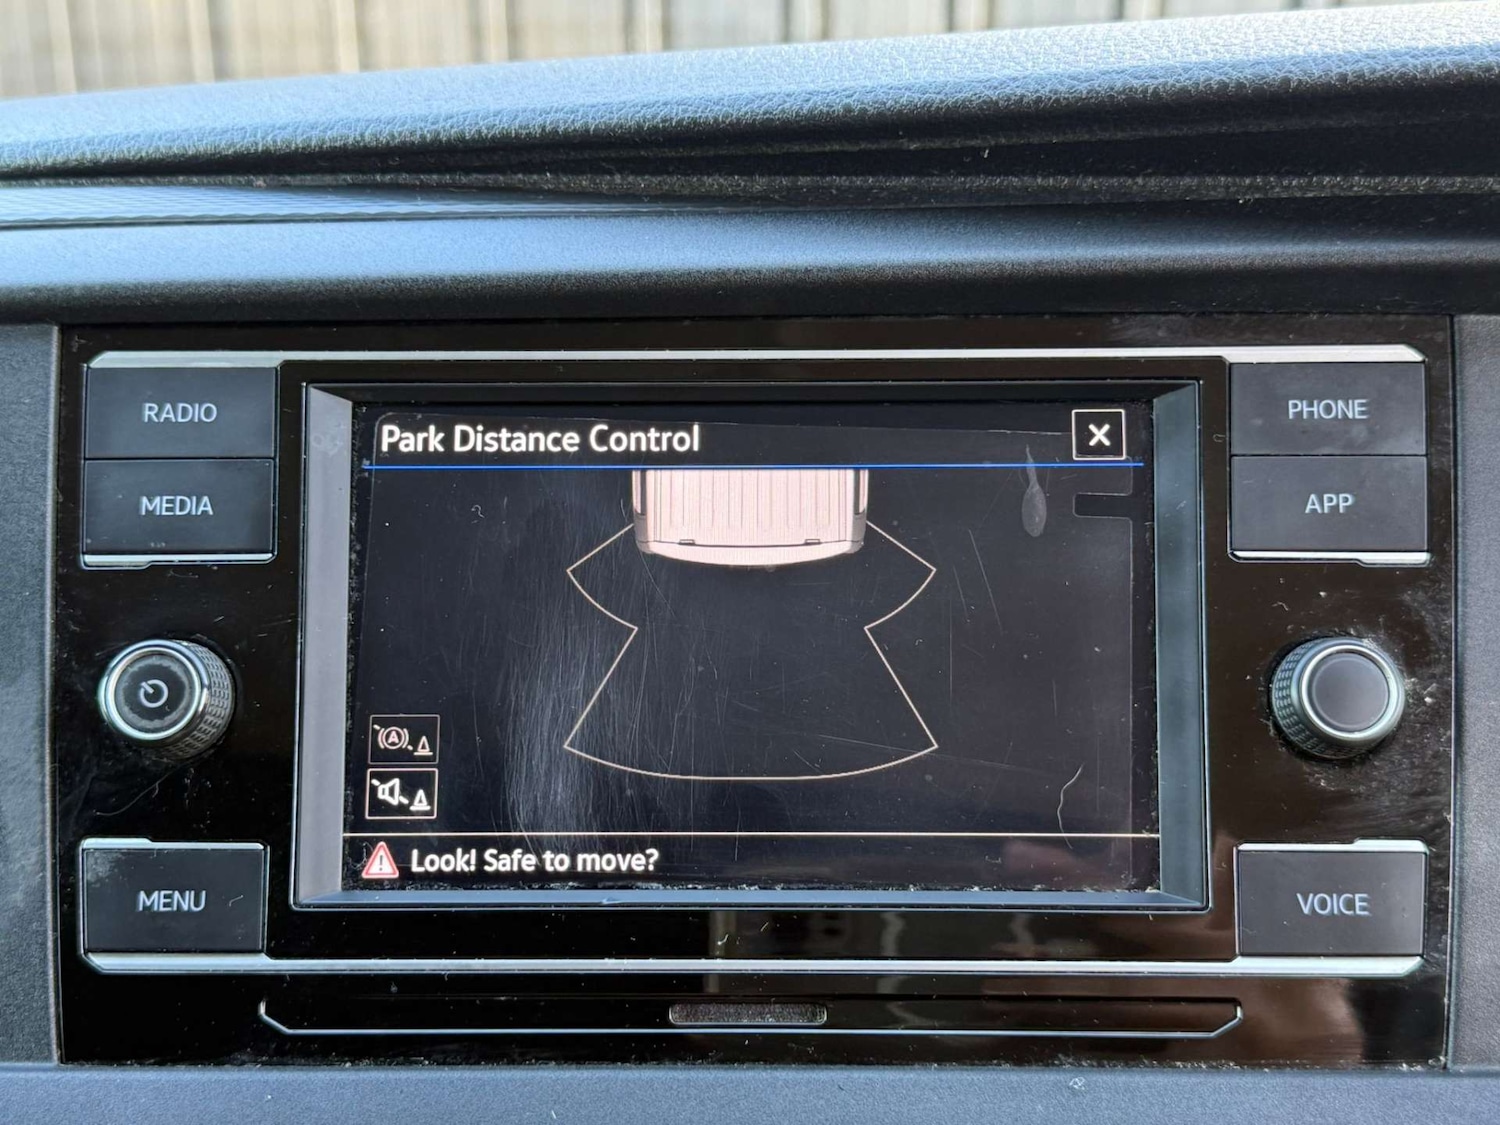 RADIO
MEDIA
MENU
Park Distance Control
X
A
Look! Safe to move?
PHONE
APP
VOICE